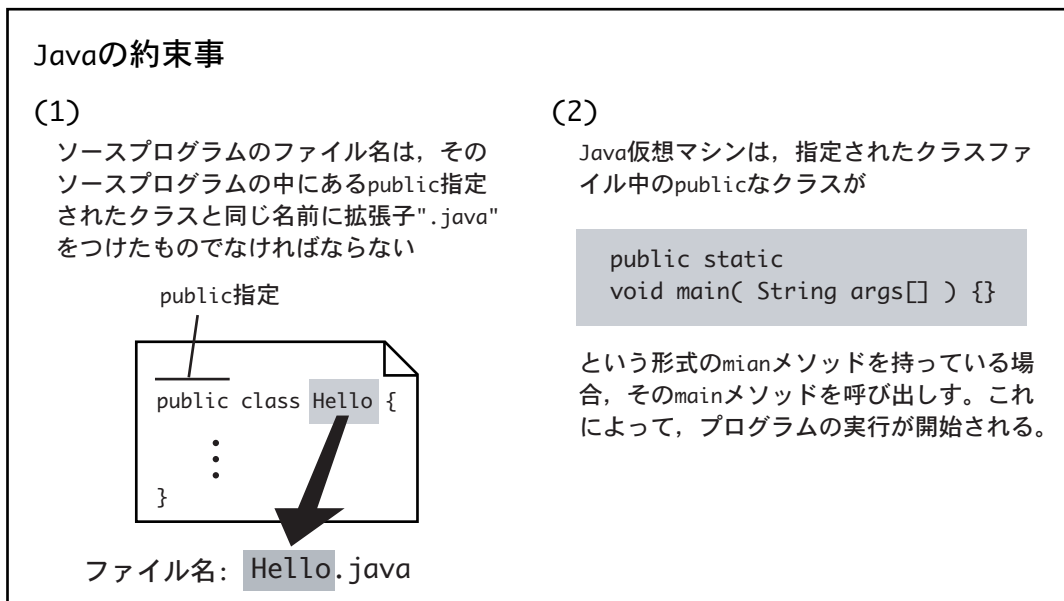 Javaの約束事
(1)
ソースプログラムのファイル名は，その
ソースプログラムの中にあるpublic指定
されたクラスと同じ名前に拡張子".java"
をつけたものでなければならない
public指定
public class Hello {
}
ファイル名: Hello.java
(2)
Java仮想マシンは，指定されたクラスファ
イル中のpublicなクラスが
public static
void main( String args[] ) {}
という形式のmianメソッドを持っている場
合，そのmainメソッドを呼び出しす。これ
によって，プログラムの実行が開始される。